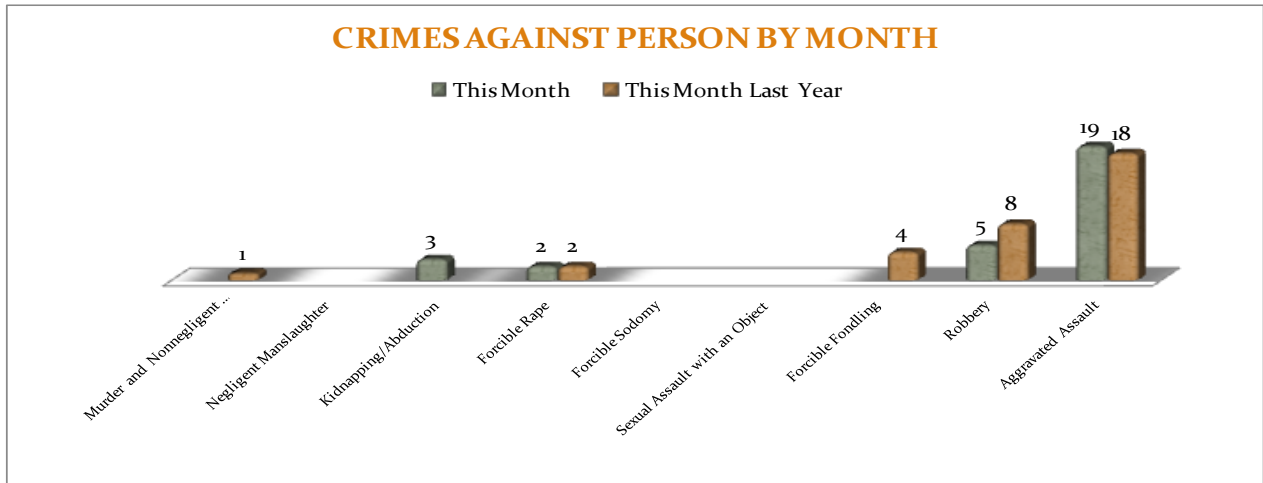 CRIMES AGAINST PERSON BY MONTH
This Month This Month Last Year
1
3
2
2
4
5
8
19
18
Murder and Nonnegligent ...
Negligent Manslaughter
Kidnapping/Abduction
Forcible Rape
Forcible Sodomy
Sexual Assault with an Object
Forcible Fondling
Robbery
Aggravated Assault